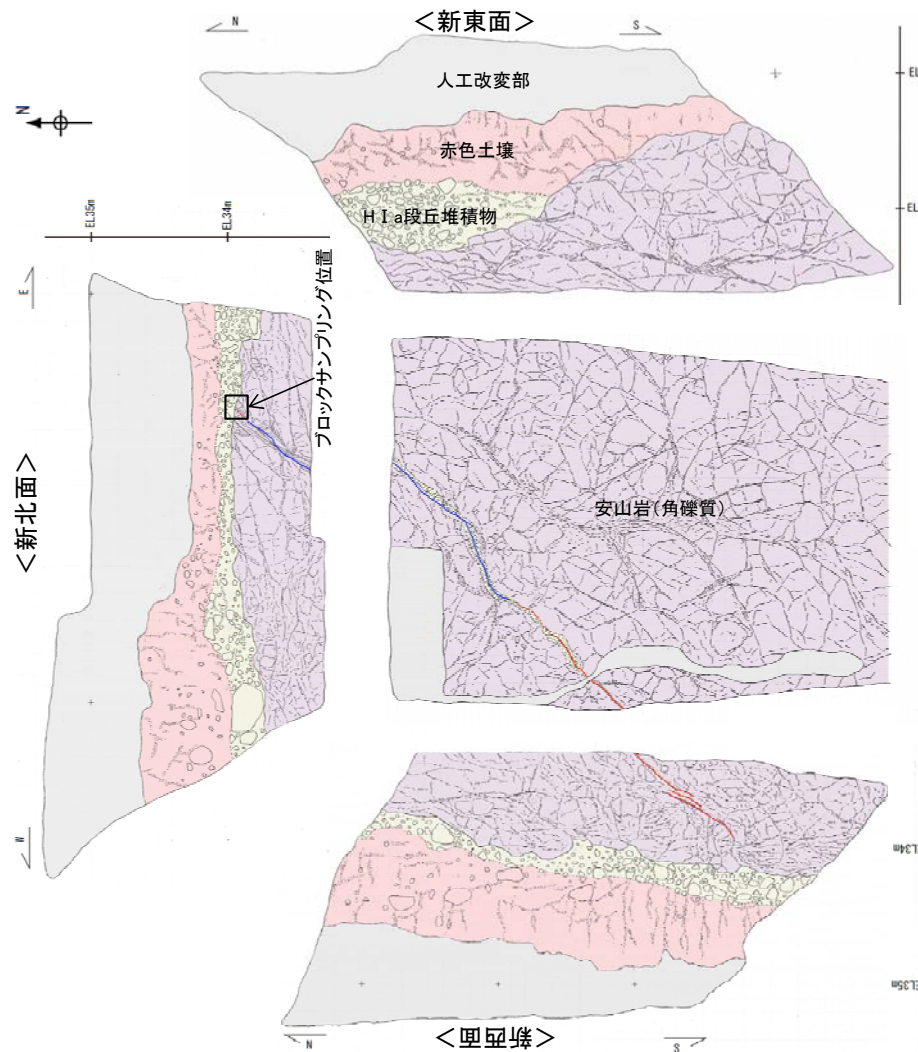 <新東面>
N
S
人工改変部
EL
赤色土壌
HⅠa段丘堆積物
EL
N
EL35m
EL34m
E
ブロックサンプリング位置
<新北面>
W
安山岩(角礫質)
EL34m
EL35m
<新西面>
N
S